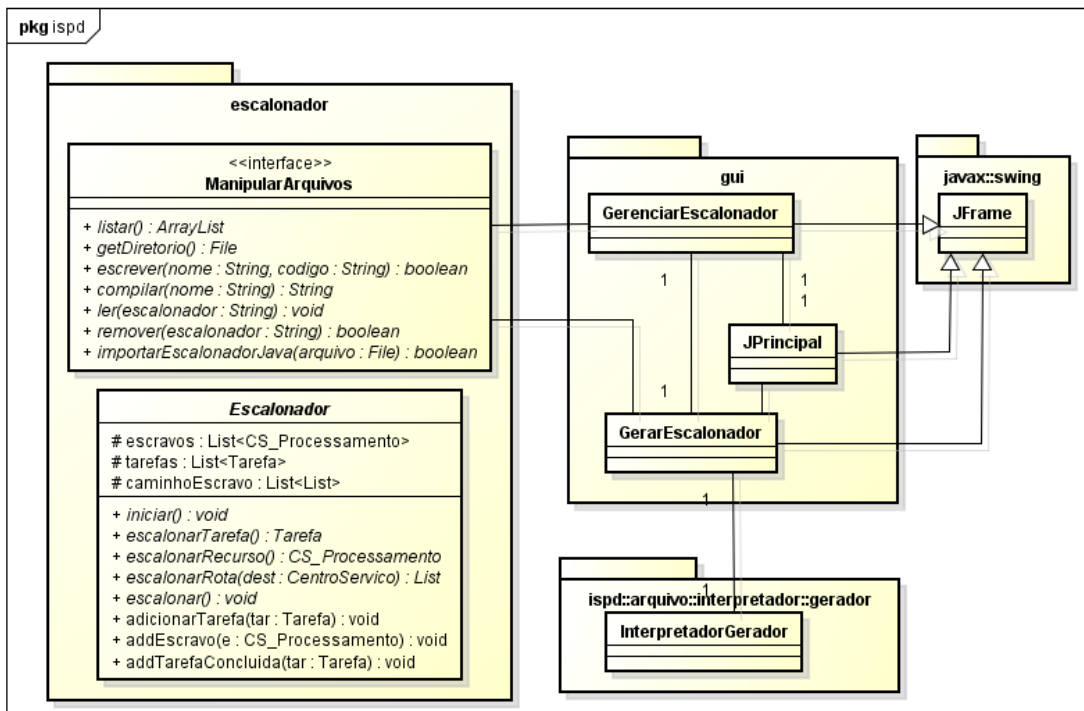 pkg ispd
escalonador
<<interface>>
ManipularArquivos
+ listar() : ArrayList
+ getDiretorio() : File
+ escrever(nome : String, codigo : String) : boolean
+ compilar(nome : String) : String
+ ler(escalonador : String) : void
+ remover(escalonador : String) : boolean
+ importarEscalonadorJava(arquivo : File) : boolean
Escalonador
# escravos : List<CS_Processamento>
# tarefas : List<Tarefa>
# caminhoEscravo : List<List>
+ iniciar() : void
+ escalonarTarefa() : Tarefa
+ escalonarRecurso() : CS_Processamento
+ escalonarRota(dest : CentroServico) : List
+ escalonar() : void
+ adicionarTarefa(tar : Tarefa) : void
+ addEscravo(e : CS_Processamento) : void
+ addTarefaConcluida(tar : Tarefa) : void
gui
GerenciarEscalonador
1
1
1
JPrincipal
1
GerarEscalonador
1
1
javax::swing
JFrame
ispd::arquivo::interpretador::gerador
InterpretadorGerador